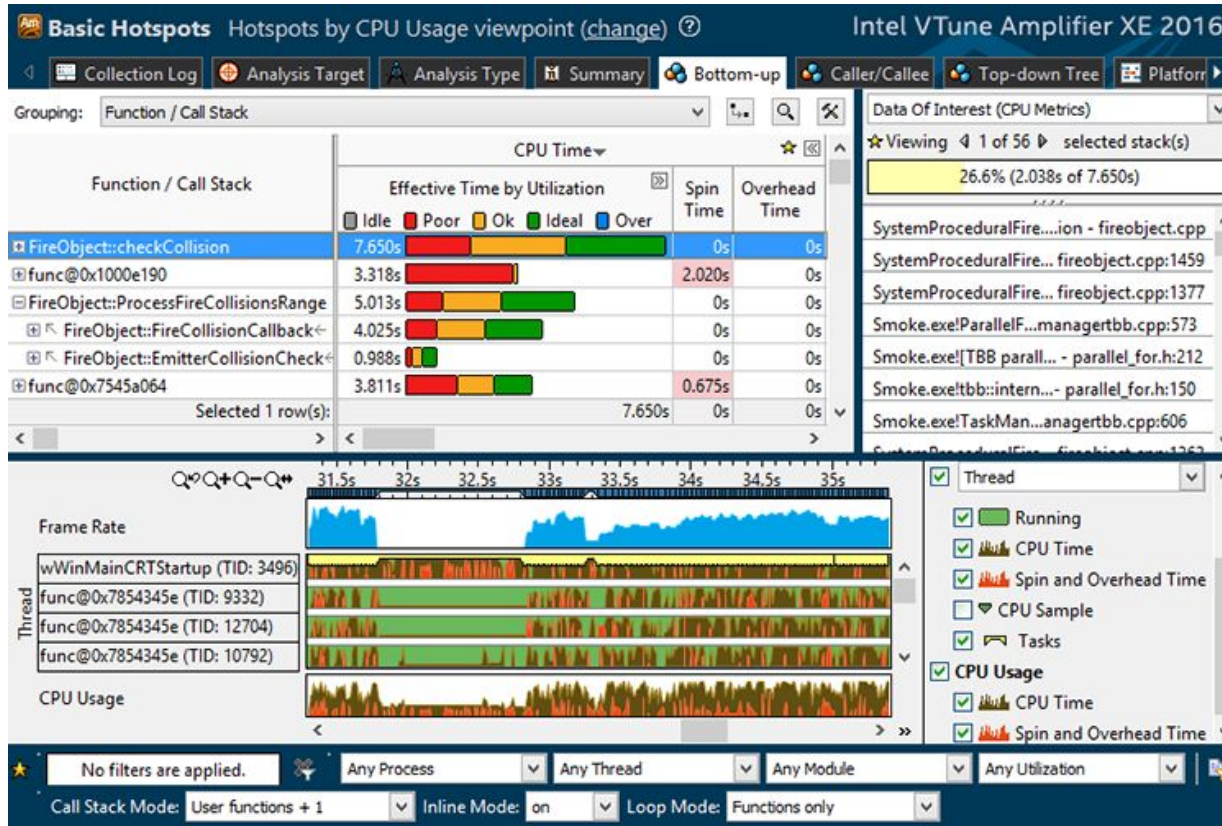 Basic Hotspots Hotspots by CPU Usage viewpoint (change) Intel VTune Amplifier XE 2016
Collection Log Analysis Target Analysis Type Summary Bottom-up Caller/Callee Top-down Tree Platforr
Grouping: Function / Call Stack
Function / Call Stack
CPU Time
Effective Time by Utilization
Idle Poor Ok Ideal Over
Spin Time
Overhead Time
FireObject::checkCollision 7.650s 0s 0s
func@0x1000e190 3.318s 2.020s 0s
FireObject::ProcessFireCollisionsRange 5.013s 0s 0s
FireObject::FireCollisionCallback 4.025s 0s 0s
FireObject::EmitterCollisionCheck 0.988s 0s 0s
func@0x7545a064 3.811s 0.675s 0s
Selected 1 row(s): 7.650s 0s 0s
Data Of Interest (CPU Metrics)
Viewing 1 of 56 selected stack(s)
26.6% (2.038s of 7.650s)
SystemProceduralFire....ion - fireobject.cpp
SystemProceduralFire... fireobject.cpp:1459
SystemProceduralFire... fireobject.cpp:1377
Smoke.exe!ParallelF...managertbb.cpp:573
Smoke.exe![TBB parall... - parallel_for.h:212
Smoke.exe!tbb::intern...- parallel_for.h:150
Smoke.exe!TaskMan...anagertbb.cpp:606
31.5s 32s 32.5s 33s 33.5s 34s 34.5s 35s
Frame Rate
Thread
wWinMainCRTStartup (TID: 3496)
func@0x7854345e (TID: 9332)
func@0x7854345e (TID: 12704)
func@0x7854345e (TID: 10792)
CPU Usage
Thread
Running
CPU Time
Spin and Overhead Time
CPU Sample
Tasks
CPU Usage
CPU Time
Spin and Overhead Time
No filters are applied. Any Process Any Thread Any Module Any Utilization
Call Stack Mode: User functions + 1 Inline Mode: on Loop Mode: Functions only